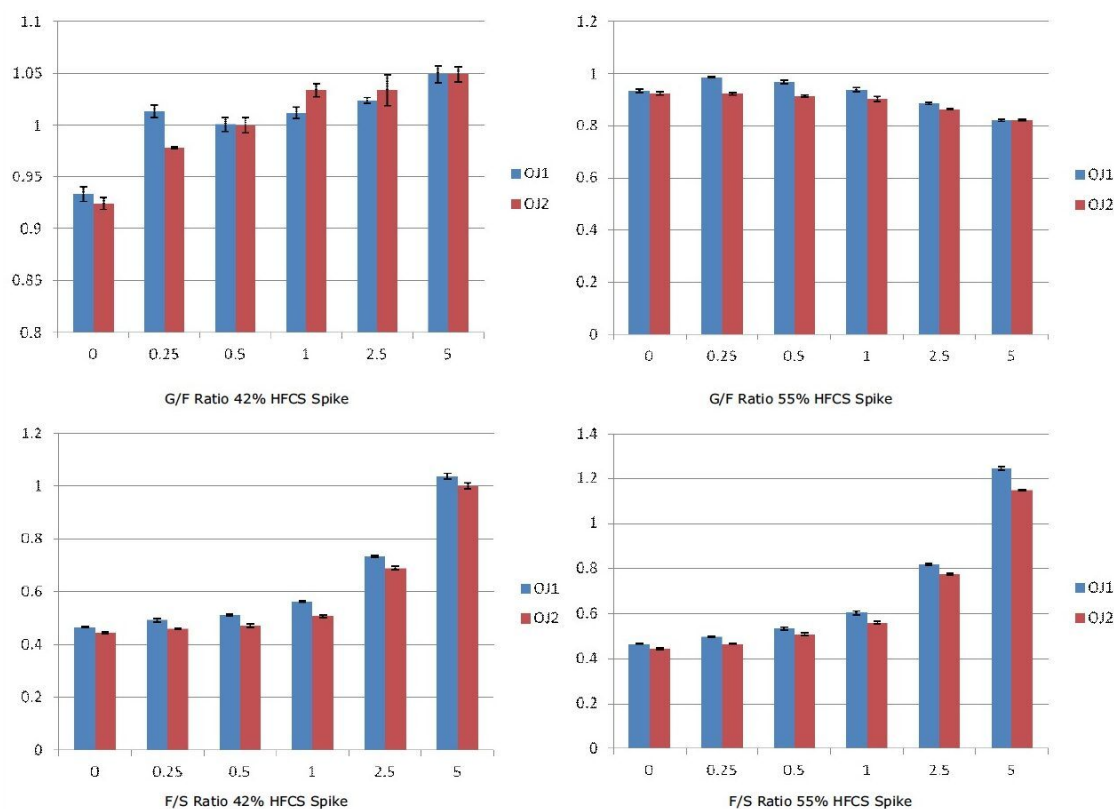 1.1
1.05
1
0.95
0.9
0.85
0.8
0 0.25 0.5 1 2.5 5
OJ1
OJ2
G/F Ratio 42% HFCS Spike
1.2
1
0.8
0.6
0.4
0.2
0
0 0.25 0.5 1 2.5 5
OJ1
OJ2
G/F Ratio 55% HFCS Spike
1.2
1
0.8
0.6
0.4
0.2
0
0 0.25 0.5 1 2.5 5
OJ1
OJ2
F/S Ratio 42% HFCS Spike
1.4
1.2
1
0.8
0.6
0.4
0.2
0
0 0.25 0.5 1 2.5 5
OJ1
OJ2
F/S Ratio 55% HFCS Spike